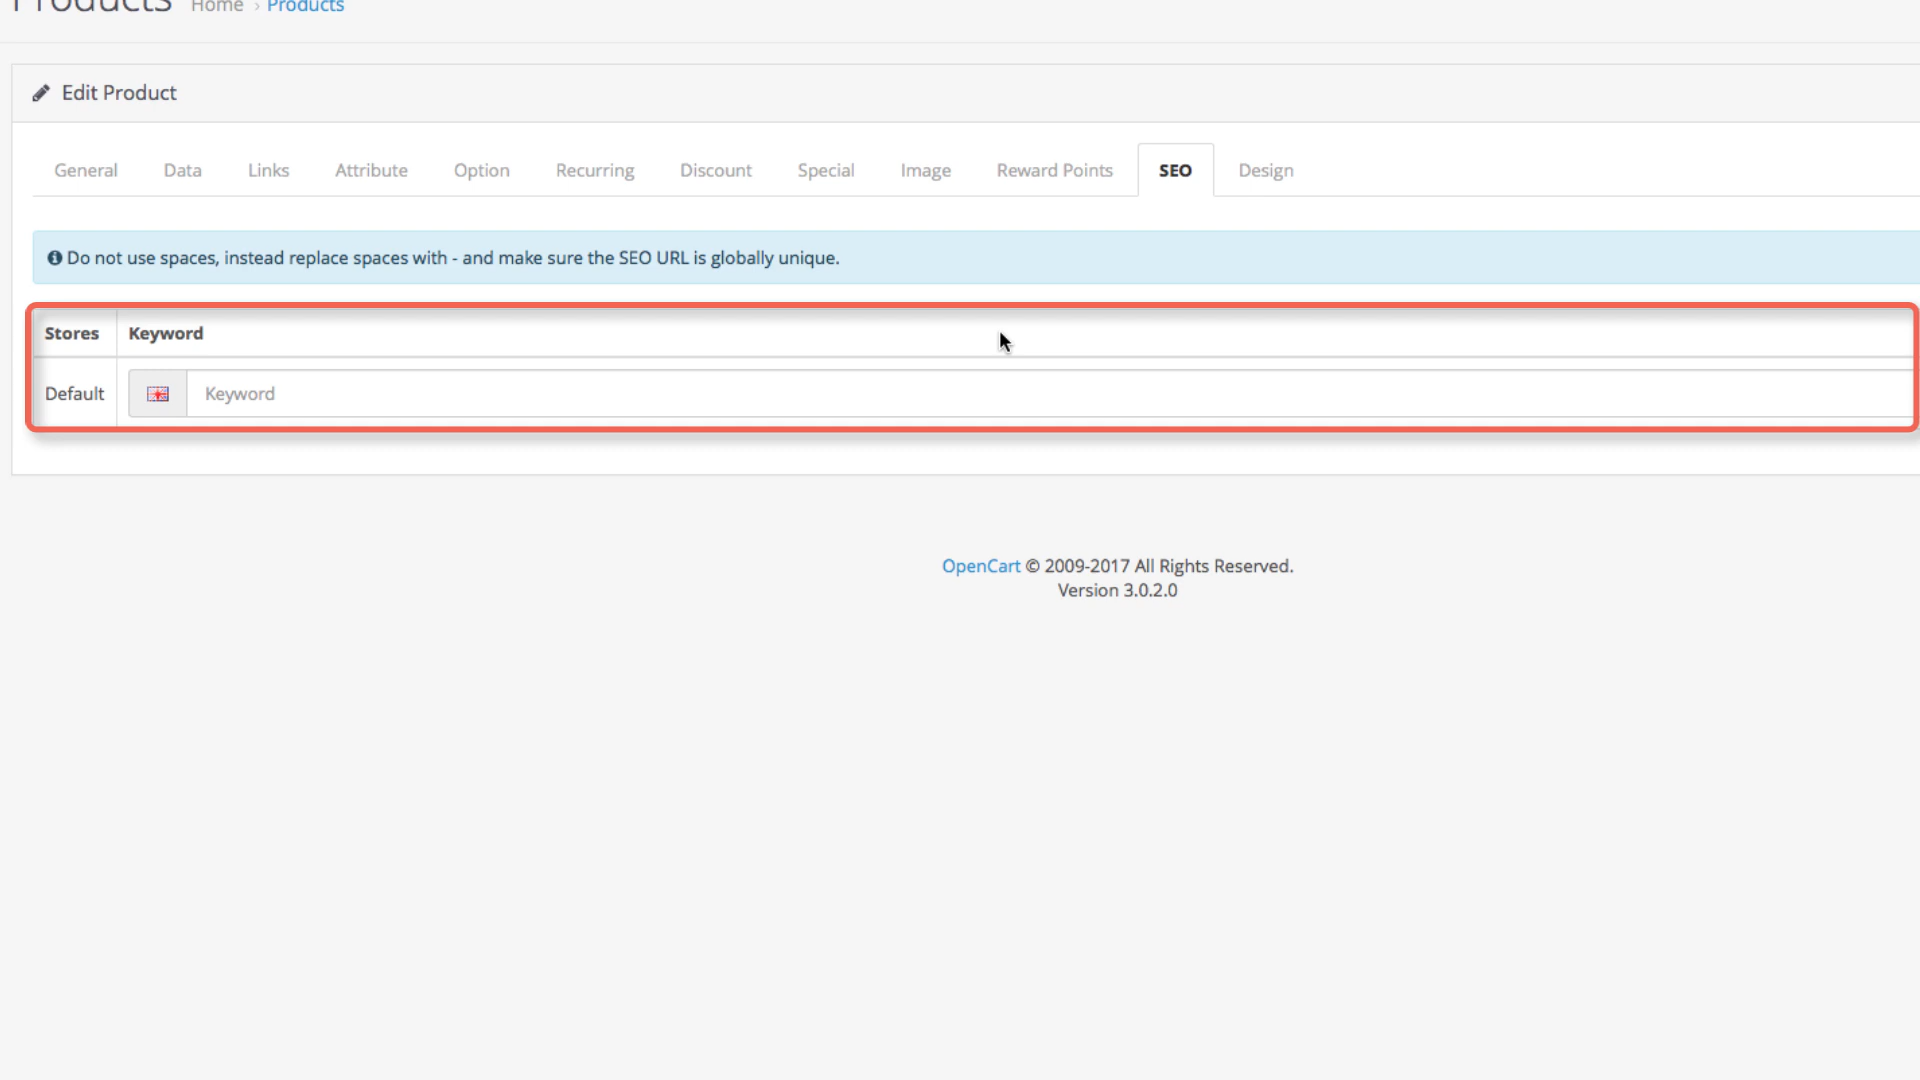 Products Home › Products
Edit Product
General Data Links Attribute Option Recurring Discount Special Image Reward Points SEO Design
Do not use spaces, instead replace spaces with - and make sure the SEO URL is globally unique.
Stores Keyword
Default Keyword
OpenCart © 2009-2017 All Rights Reserved.
Version 3.0.2.0